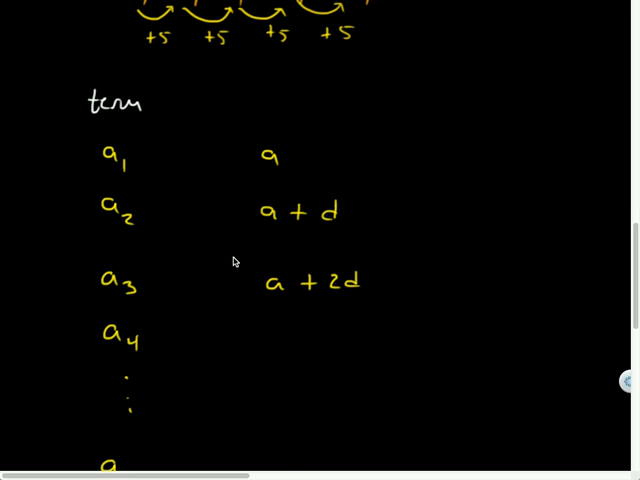 +5 +5 +5 +5
term
a₁ a
a₂ a + d
a₃ a + 2d
a₄
⋮
a